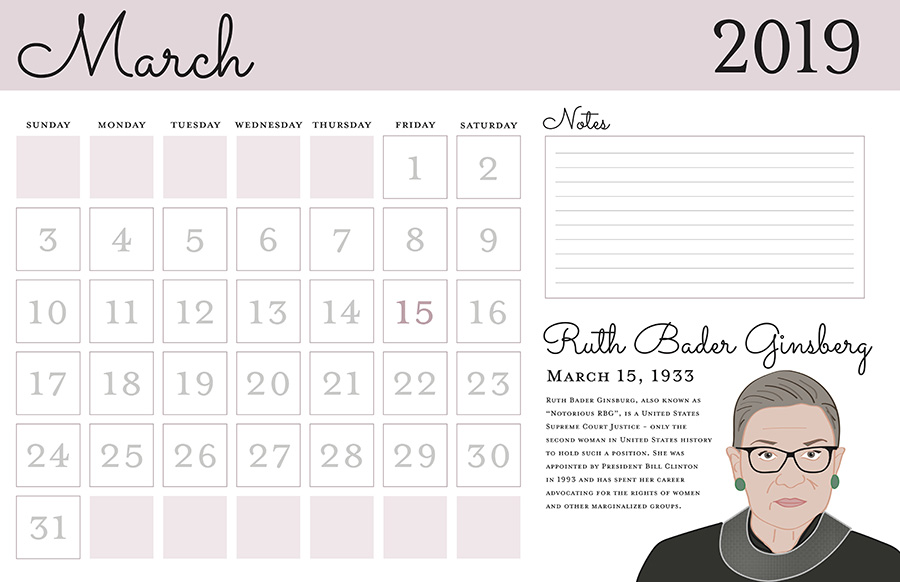 March 2019
SUNDAY MONDAY TUESDAY WEDNESDAY THURSDAY FRIDAY SATURDAY
1 2
3 4 5 6 7 8 9
10 11 12 13 14 15 16
17 18 19 20 21 22 23
24 25 26 27 28 29 30
31
Notes
Ruth Bader Ginsberg
March 15, 1933
Ruth Bader Ginsburg, also known as
“Notorious RBG”, is a United States
Supreme Court Justice – only the
second woman in United States history
to hold such a position. She was
appointed by President Bill Clinton
in 1993 and has spent her career
advocating for the rights of women
and other marginalized groups.